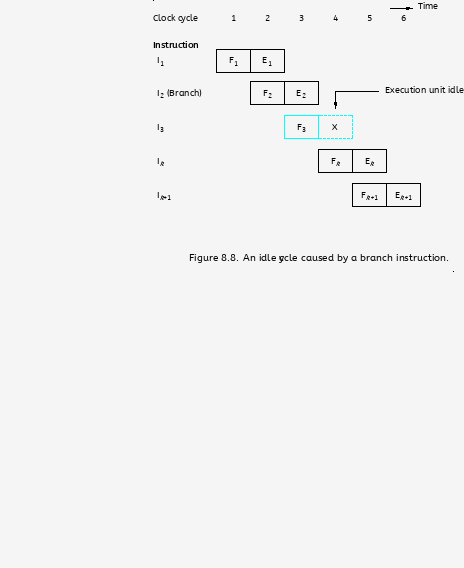 Time
Clock cycle 1 2 3 4 5 6
Instruction
I1 F1 E1
I2 (Branch) F2 E2 Execution unit idle
I3 F3 X
Ik Fk Ek
Ik+1 Fk+1 Ek+1
Figure 8.8. An idle ycle caused by a branch instruction.